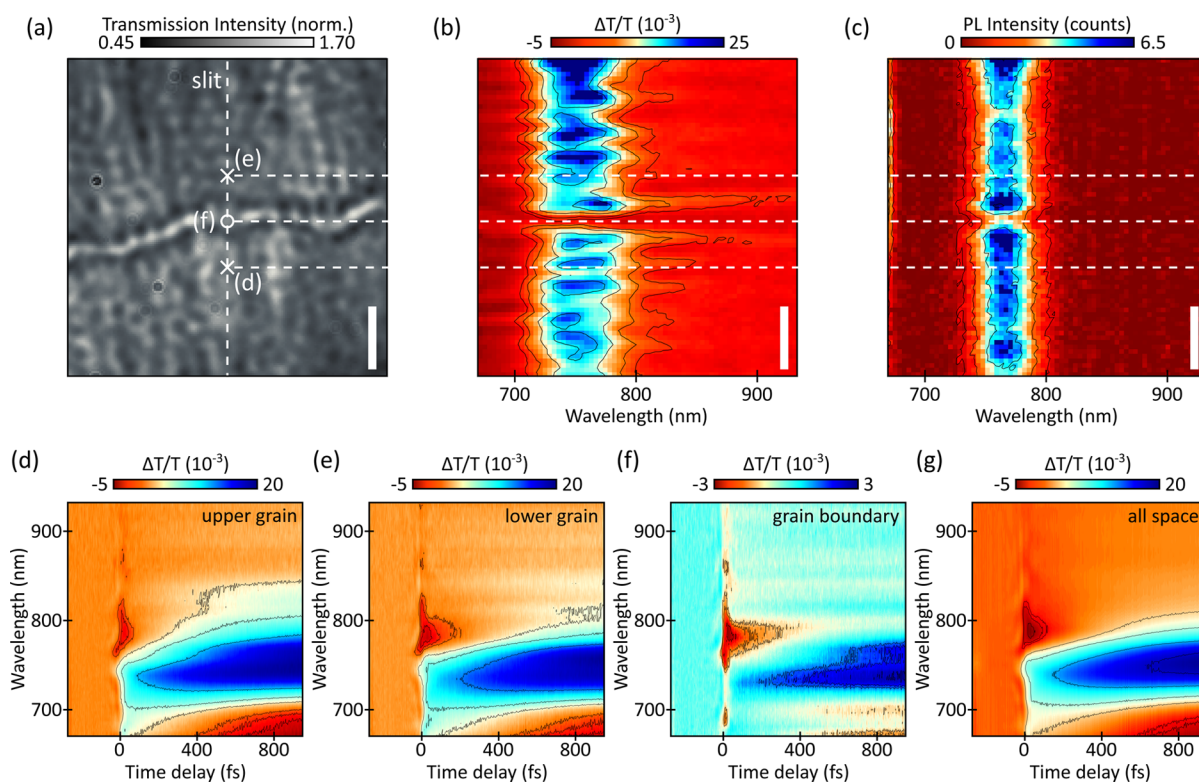 (a) Transmission Intensity (norm.)
0.45 1.70
slit
(e)
(f)
(d)
(b) ΔT/T (10-3)
-5 25
700 800 900
Wavelength (nm)
(c) PL Intensity (counts)
0 6.5
700 800 900
Wavelength (nm)
(d) ΔT/T (10-3)
-5 20
upper grain
900
800
700
Wavelength (nm)
0 400 800
Time delay (fs)
(e) ΔT/T (10-3)
-5 20
lower grain
900
800
700
Wavelength (nm)
0 400 800
Time delay (fs)
(f) ΔT/T (10-3)
-3 3
grain boundary
900
800
700
Wavelength (nm)
0 400 800
Time delay (fs)
(g) ΔT/T (10-3)
-5 20
all space
900
800
700
Wavelength (nm)
0 400 800
Time delay (fs)